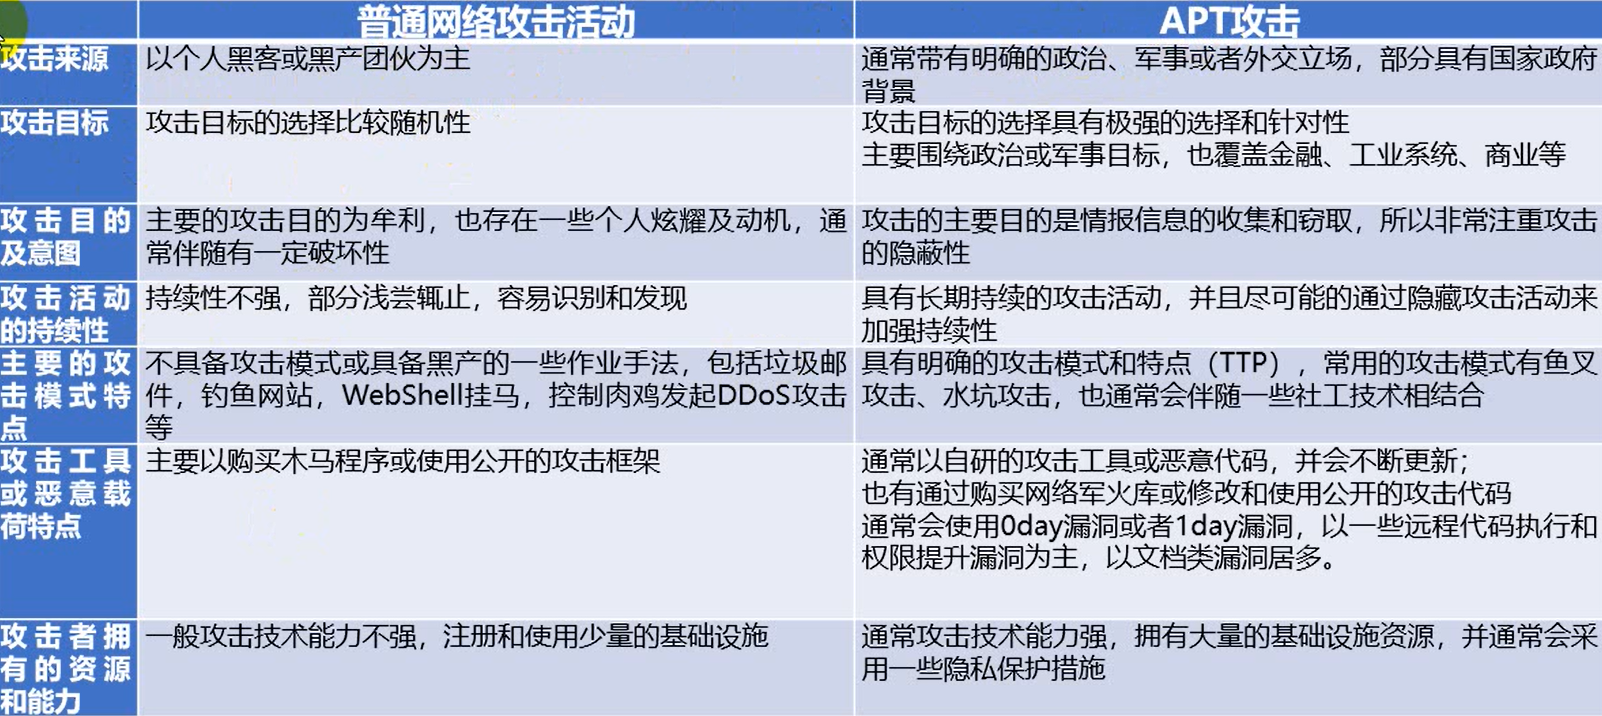 普通网络攻击活动
APT攻击
攻击来源
以个人黑客或黑产团伙为主
通常带有明确的政治、军事或者外交立场，部分具有国家政府
背景
攻击目标
攻击目标的选择比较随机性
攻击目标的选择具有极强的选择和针对性
主要围绕政治或军事目标，也覆盖金融、工业系统、商业等
攻击目的
及意图
主要的攻击目的为牟利，也存在一些个人炫耀及动机，通
常伴随有一定破坏性
攻击的主要目的是情报信息的收集和窃取，所以非常注重攻击
的隐蔽性
攻击活动
的持续性
持续性不强，部分浅尝辄止，容易识别和发现
具有长期持续的攻击活动，并且尽可能的通过隐藏攻击活动来
加强持续性
主要的攻
击模式特
点
不具备攻击模式或具备黑产的一些作业手法，包括垃圾邮
件，钓鱼网站，WebShell挂马，控制肉鸡发起DDoS攻击
等
具有明确的攻击模式和特点（TTP），常用的攻击模式有鱼叉
攻击、水坑攻击，也通常会伴随一些社工技术相结合
攻击工具
或恶意载
荷特点
主要以购买木马程序或使用公开的攻击框架
通常以自研的攻击工具或恶意代码，并会不断更新；
也有通过购买网络军火库或修改和使用公开的攻击代码
通常会使用0day漏洞或者1day漏洞，以一些远程代码执行和
权限提升漏洞为主，以文档类漏洞居多。
攻击者拥
有的资源
和能力
一般攻击技术能力不强，注册和使用少量的基础设施
通常攻击技术能力强，拥有大量的基础设施资源，并通常会采
用一些隐私保护措施